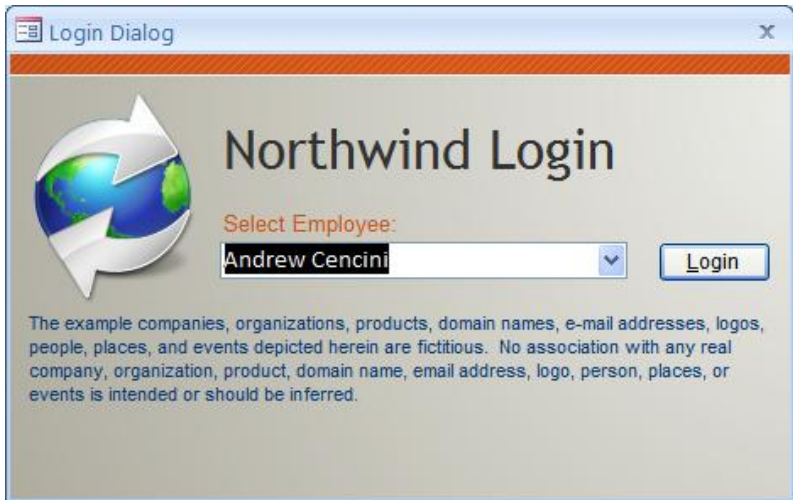 Login Dialog
Northwind Login
Select Employee:
Andrew Cencini
Login
The example companies, organizations, products, domain names, e-mail addresses, logos,
people, places, and events depicted herein are fictitious.  No association with any real
company, organization, product, domain name, email address, logo, person, places, or
events is intended or should be inferred.